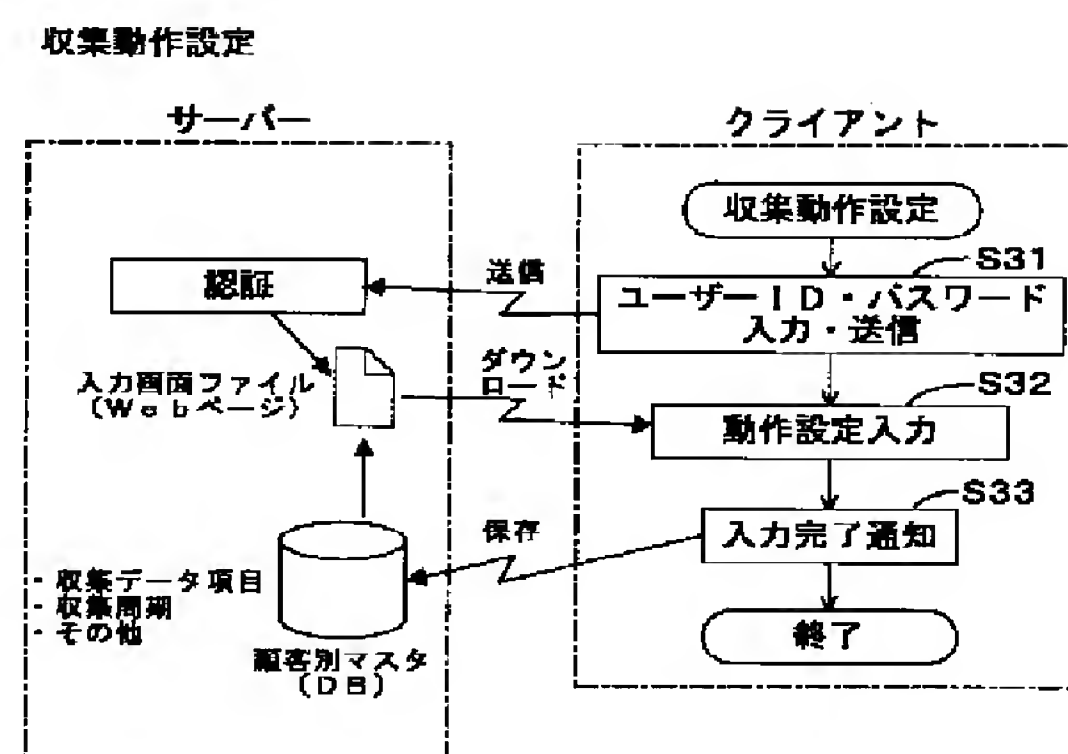 収集動作設定
サーバー
クライアント
収集動作設定
S31
認証
送信
ユーザーID・パスワード
入力・送信
入力画面ファイル
(Webページ)
ダウン
ロード
S32
動作設定入力
S33
保存
入力完了通知
・収集データ項目
・収集周期
・その他
顧客別マスタ
(DB)
終了